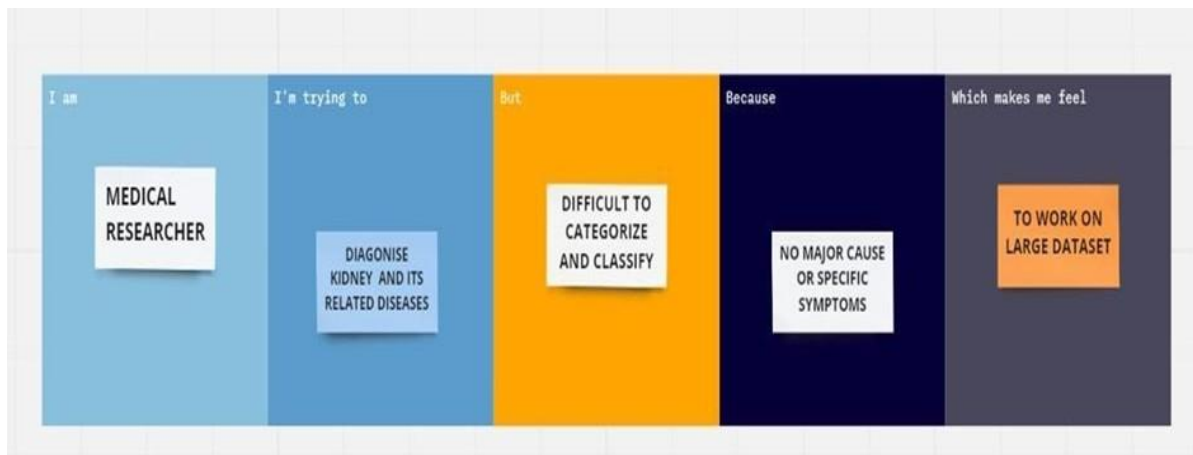 I am
MEDICAL
RESEARCHER
I'm trying to
DIAGONISE
KIDNEY AND ITS
RELATED DISEASES
But
DIFFICULT TO
CATEGORIZE
AND CLASSIFY
Because
NO MAJOR CAUSE
OR SPECIFIC
SYMPTOMS
Which makes me feel
TO WORK ON
LARGE DATASET